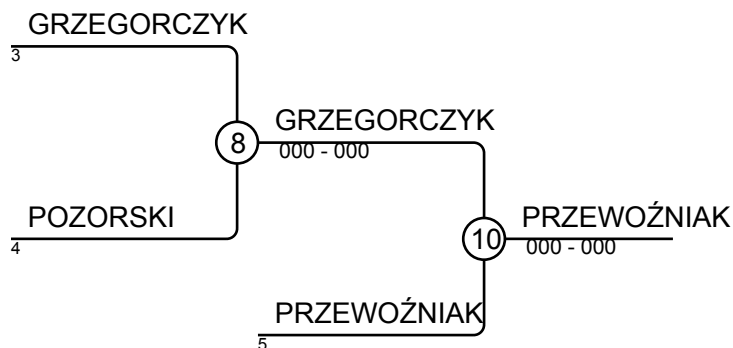 GRZEGORCZYK
3
8
GRZEGORCZYK
000 - 000
POZORSKI
4
10
PRZEWOŹNIAK
000 - 000
PRZEWOŹNIAK
5